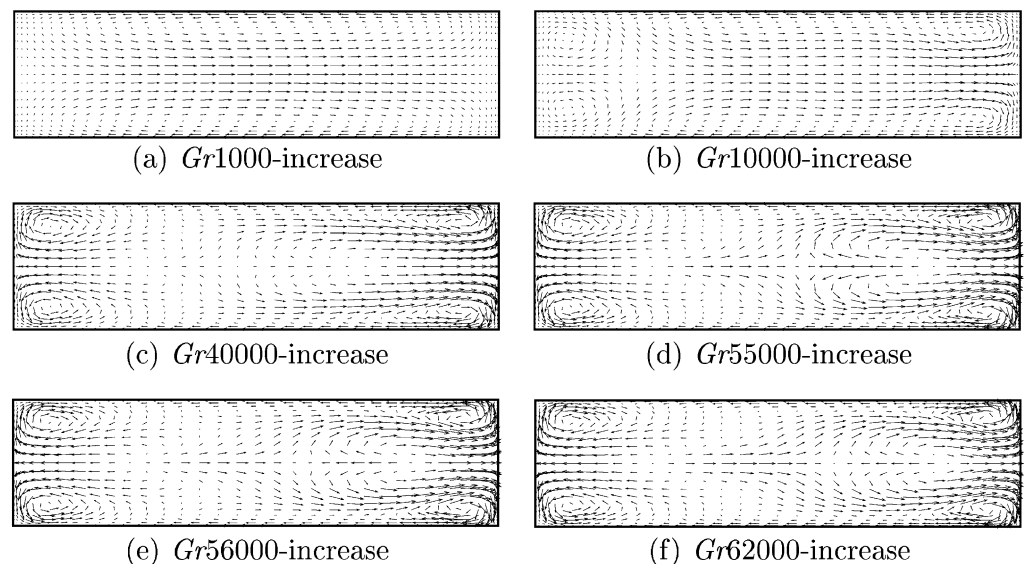 (a) Gr1000-increase
(b) Gr10000-increase
(c) Gr40000-increase
(d) Gr55000-increase
(e) Gr56000-increase
(f) Gr62000-increase